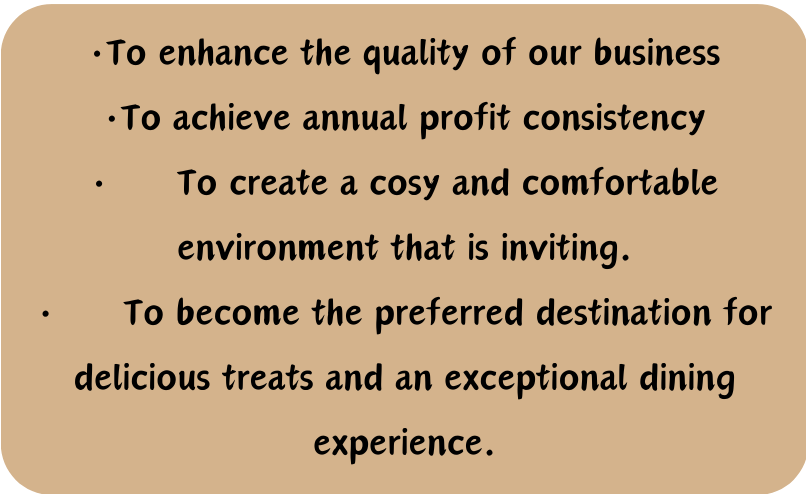 ·To enhance the quality of our business
·To achieve annual profit consistency
· To create a cosy and comfortable
environment that is inviting.
· To become the preferred destination for
delicious treats and an exceptional dining
experience.